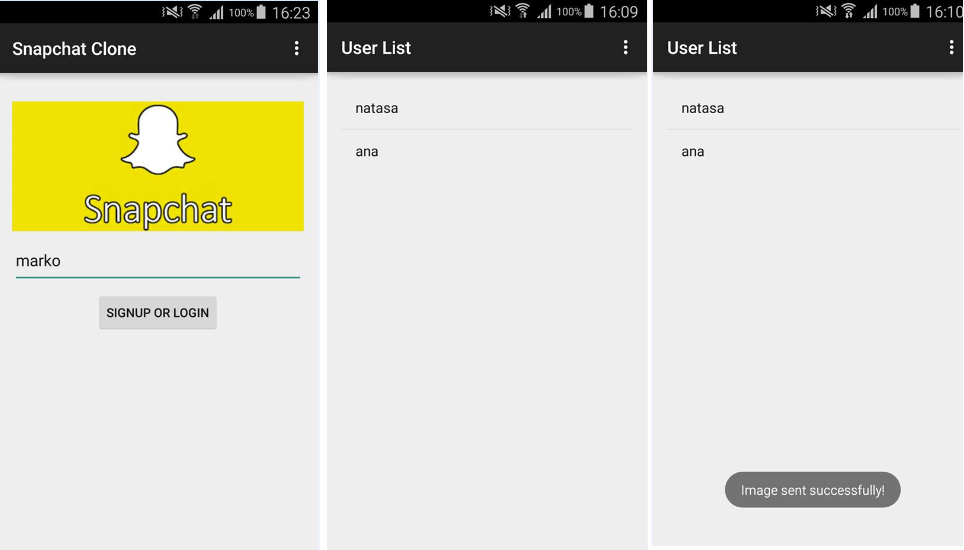 100% 16:23
Snapchat Clone
Snapchat
marko
SIGNUP OR LOGIN
100% 16:09
User List
natasa
ana
100% 16:10
User List
natasa
ana
Image sent successfully!